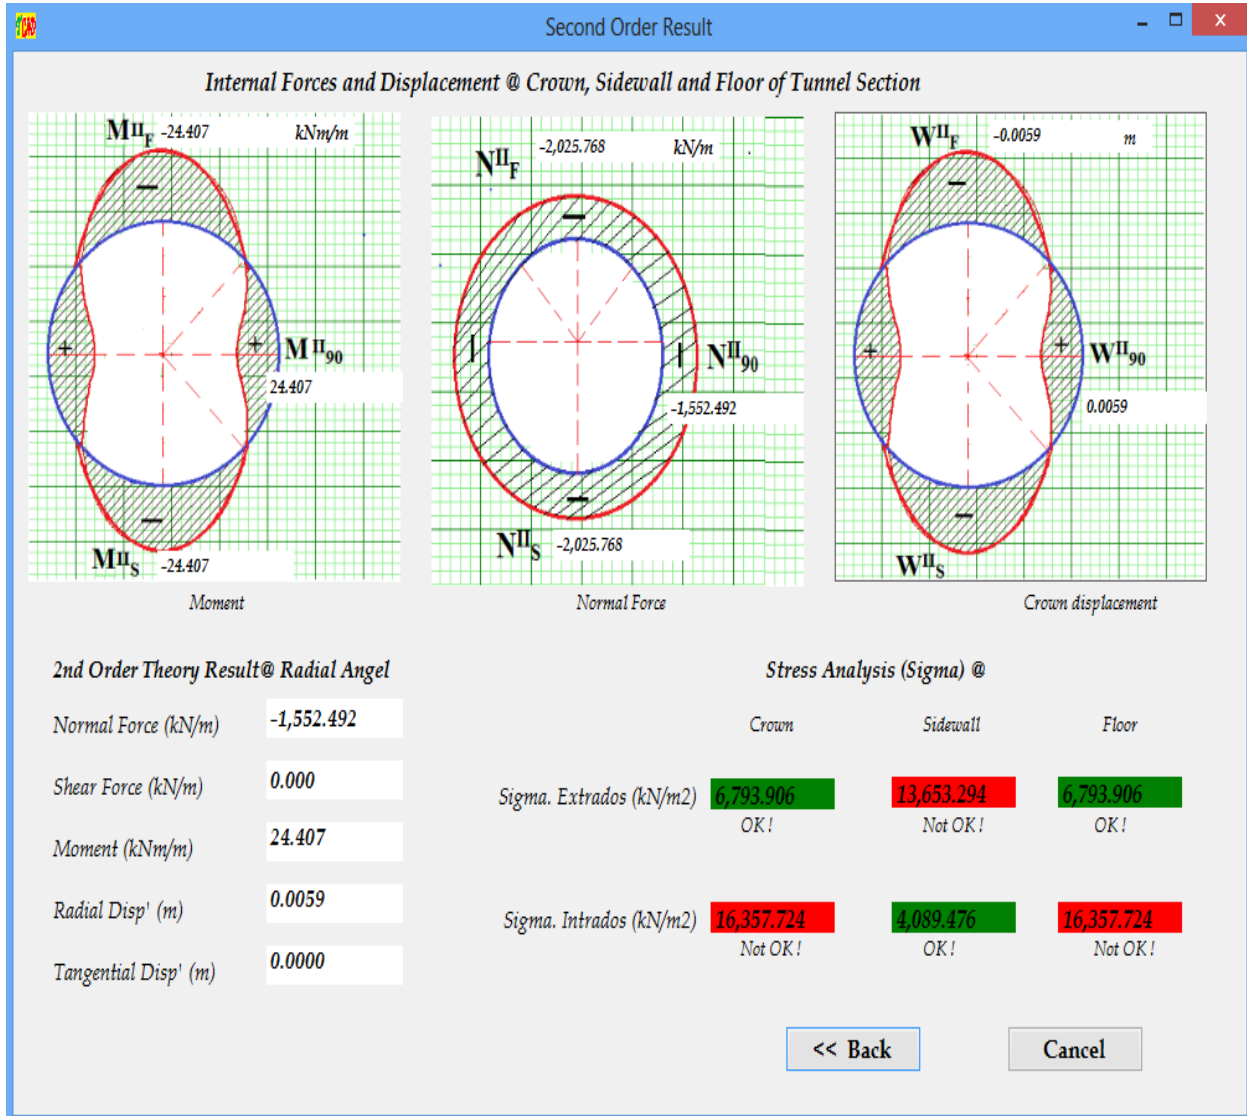 TCAD
Second Order Result
X
Internal Forces and Displacement @ Crown, Sidewall and Floor of Tunnel Section
MIIF -24.407 kNm/m
NIIF -2,025.768 kN/m
WIIF -0.0059 m
MII90
24.407
NII90
-1,552.492
WII90
0.0059
MIIS -24.407
NIIS -2,025.768
WIIS
Moment
Normal Force
Crown displacement
2nd Order Theory Result@ Radial Angel
Stress Analysis (Sigma) @
Normal Force (kN/m) -1,552.492
Crown Sidewall Floor
Shear Force (kN/m) 0.000
Sigma. Extrados (kN/m2) 6,793.906 13,653.294 6,793.906
OK! Not OK! OK!
Moment (kNm/m) 24.407
Radial Disp' (m) 0.0059
Sigma. Intrados (kN/m2) 16,357.724 4,089.476 16,357.724
Not OK! OK! Not OK!
Tangential Disp' (m) 0.0000
<< Back
Cancel